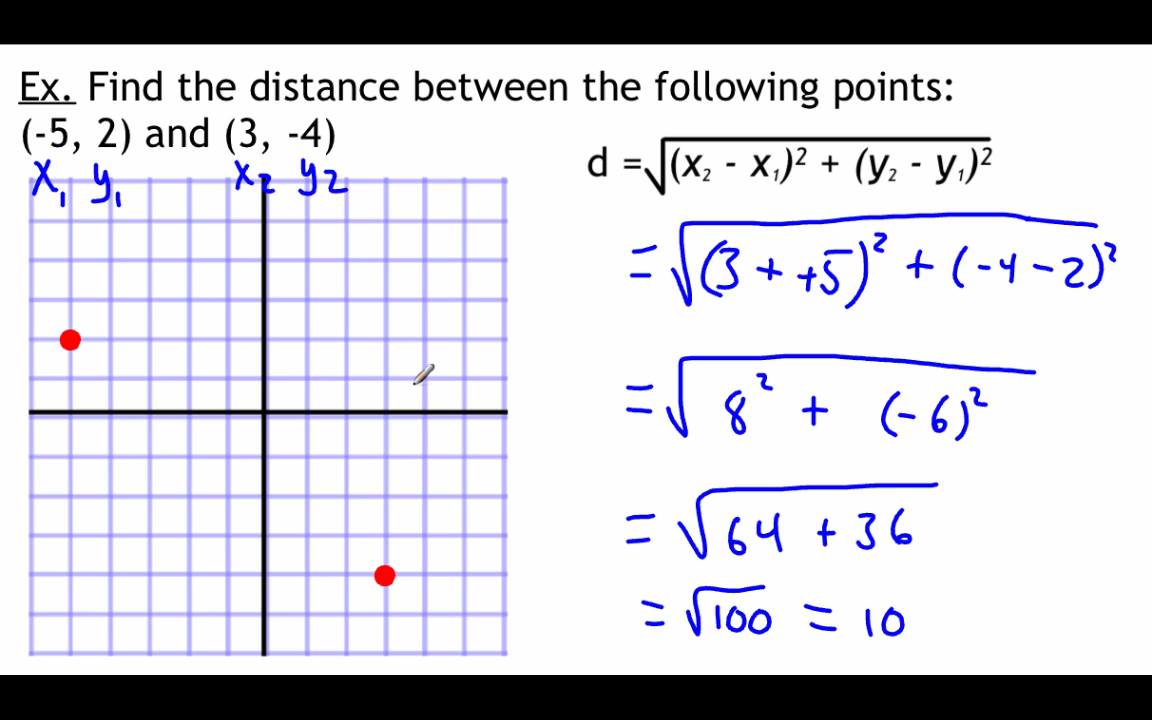 Ex. Find the distance between the following points:
(-5, 2) and (3, -4)
x₁ y₁ x₂ y₂
d = √(x₂ - x₁)² + (y₂ - y₁)²
= √(3 + +5)² + (-4 - 2)²
= √8² + (-6)²
= √64 + 36
= √100 = 10